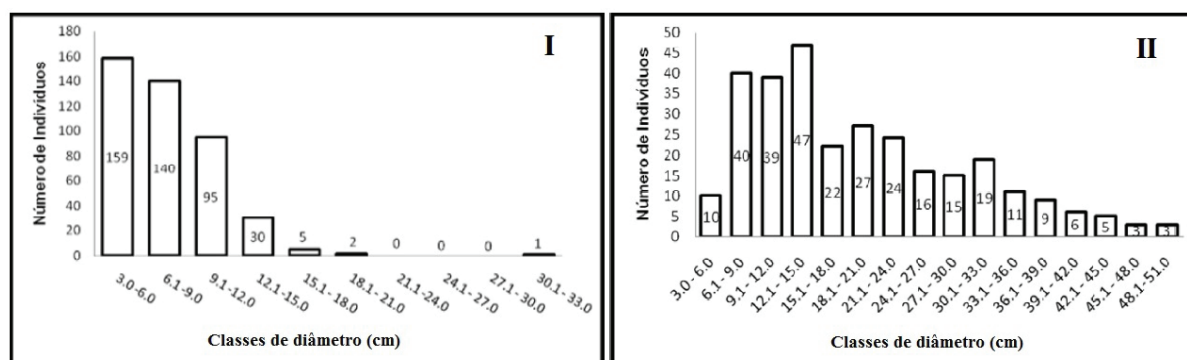 I
Número de Indivíduos
180
160
140
120
100
80
60
40
20
0
159
140
95
30
5
2
0
0
0
1
3.0 -6.0
6.1-9.0
9.1-12.0
12.1-15.0
15.1 - 18.0
18.1 - 21.0
21.1-24.0
24.1 - 27.0
27.1 - 30.0
30.1 - 33.0
Classes de diâmetro (cm)
II
Número de Indivíduos
50
45
40
35
30
25
20
15
10
5
0
10
40
39
47
22
27
24
16
15
19
11
9
6
5
3
3
3.0 - 6.0
6.1 - 9.0
9.1 - 12.0
12.1 - 15.0
15.1 - 18.0
18.1 - 21.0
21.1 - 24.0
24.1 - 27.0
27.1 - 30.0
30.1 - 33.0
33.1 - 36.0
36.1 - 39.0
39.1 - 42.0
42.1 - 45.0
45.1 - 48.0
48.1-51.0
Classes de diâmetro (cm)